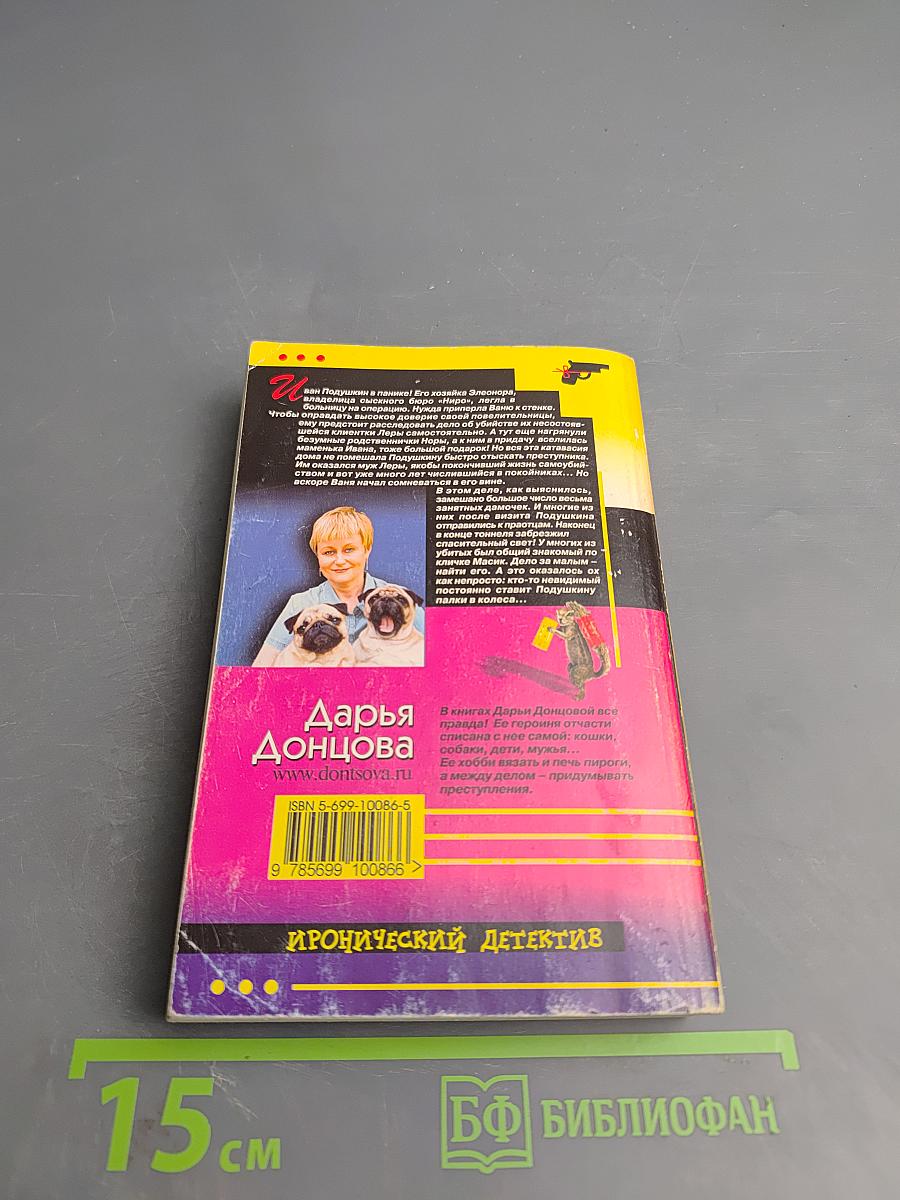 Иван Подушкин в панике! Его хозяйка Элеонора,
владелица сыскного бюро «Ниро», легла в
больницу на операцию. Нужда приперла Ваню к стенке.
Чтобы оправдать высокое доверие своей повелительницы,
ему предстоит расследовать дело об убийстве их несостояв-
шейся клиентки Леры самостоятельно. А тут еще нагрянули
безумные родственнички Норы, а к ним в придачу вселилась
маменька Ивана, тоже большой подарок! Но вся эта катавасия
дома не помешала Подушкину быстро отыскать преступника.
Им оказался муж Леры, якобы покончивший жизнь самоубий-
ством и вот уже много лет числившийся в покойниках... Но
вскоре Ваня начал сомневаться в его вине.
В этом деле, как выяснилось,
замешано большое число весьма
занятных дамочек. И многие из
них после визита Подушкина
отправились к праотцам. Наконец
в конце тоннеля забрезжил
спасительный свет! У многих из
убитых был общий знакомый по
кличке Масик. Дело за малым –
найти его. А это оказалось ох
как непросто: кто-то невидимый
постоянно ставит Подушкину
палки в колеса...
Дарья
Донцова
www.dontsova.ru
В книгах Дарьи Донцовой все
правда! Ее героиня отчасти
списана с нее самой: кошки,
собаки, дети, мужья...
Ее хобби вязать и печь пироги,
а между делом – придумывать
преступления.
ISBN 5-699-10086-5
9 785699 100866 >
ИРОНИЧЕСКИЙ ДЕТЕКТИВ
15 см
БФ БИБЛИОФАН